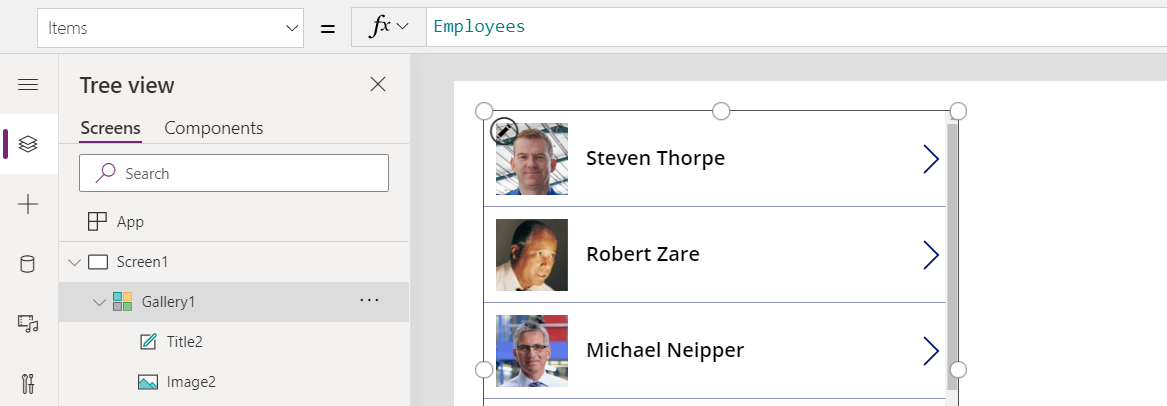 Items = fx Employees
Tree view
Screens Components
Search
App
Screen1
Gallery1
Title2
Image2
Steven Thorpe
Robert Zare
Michael Neipper